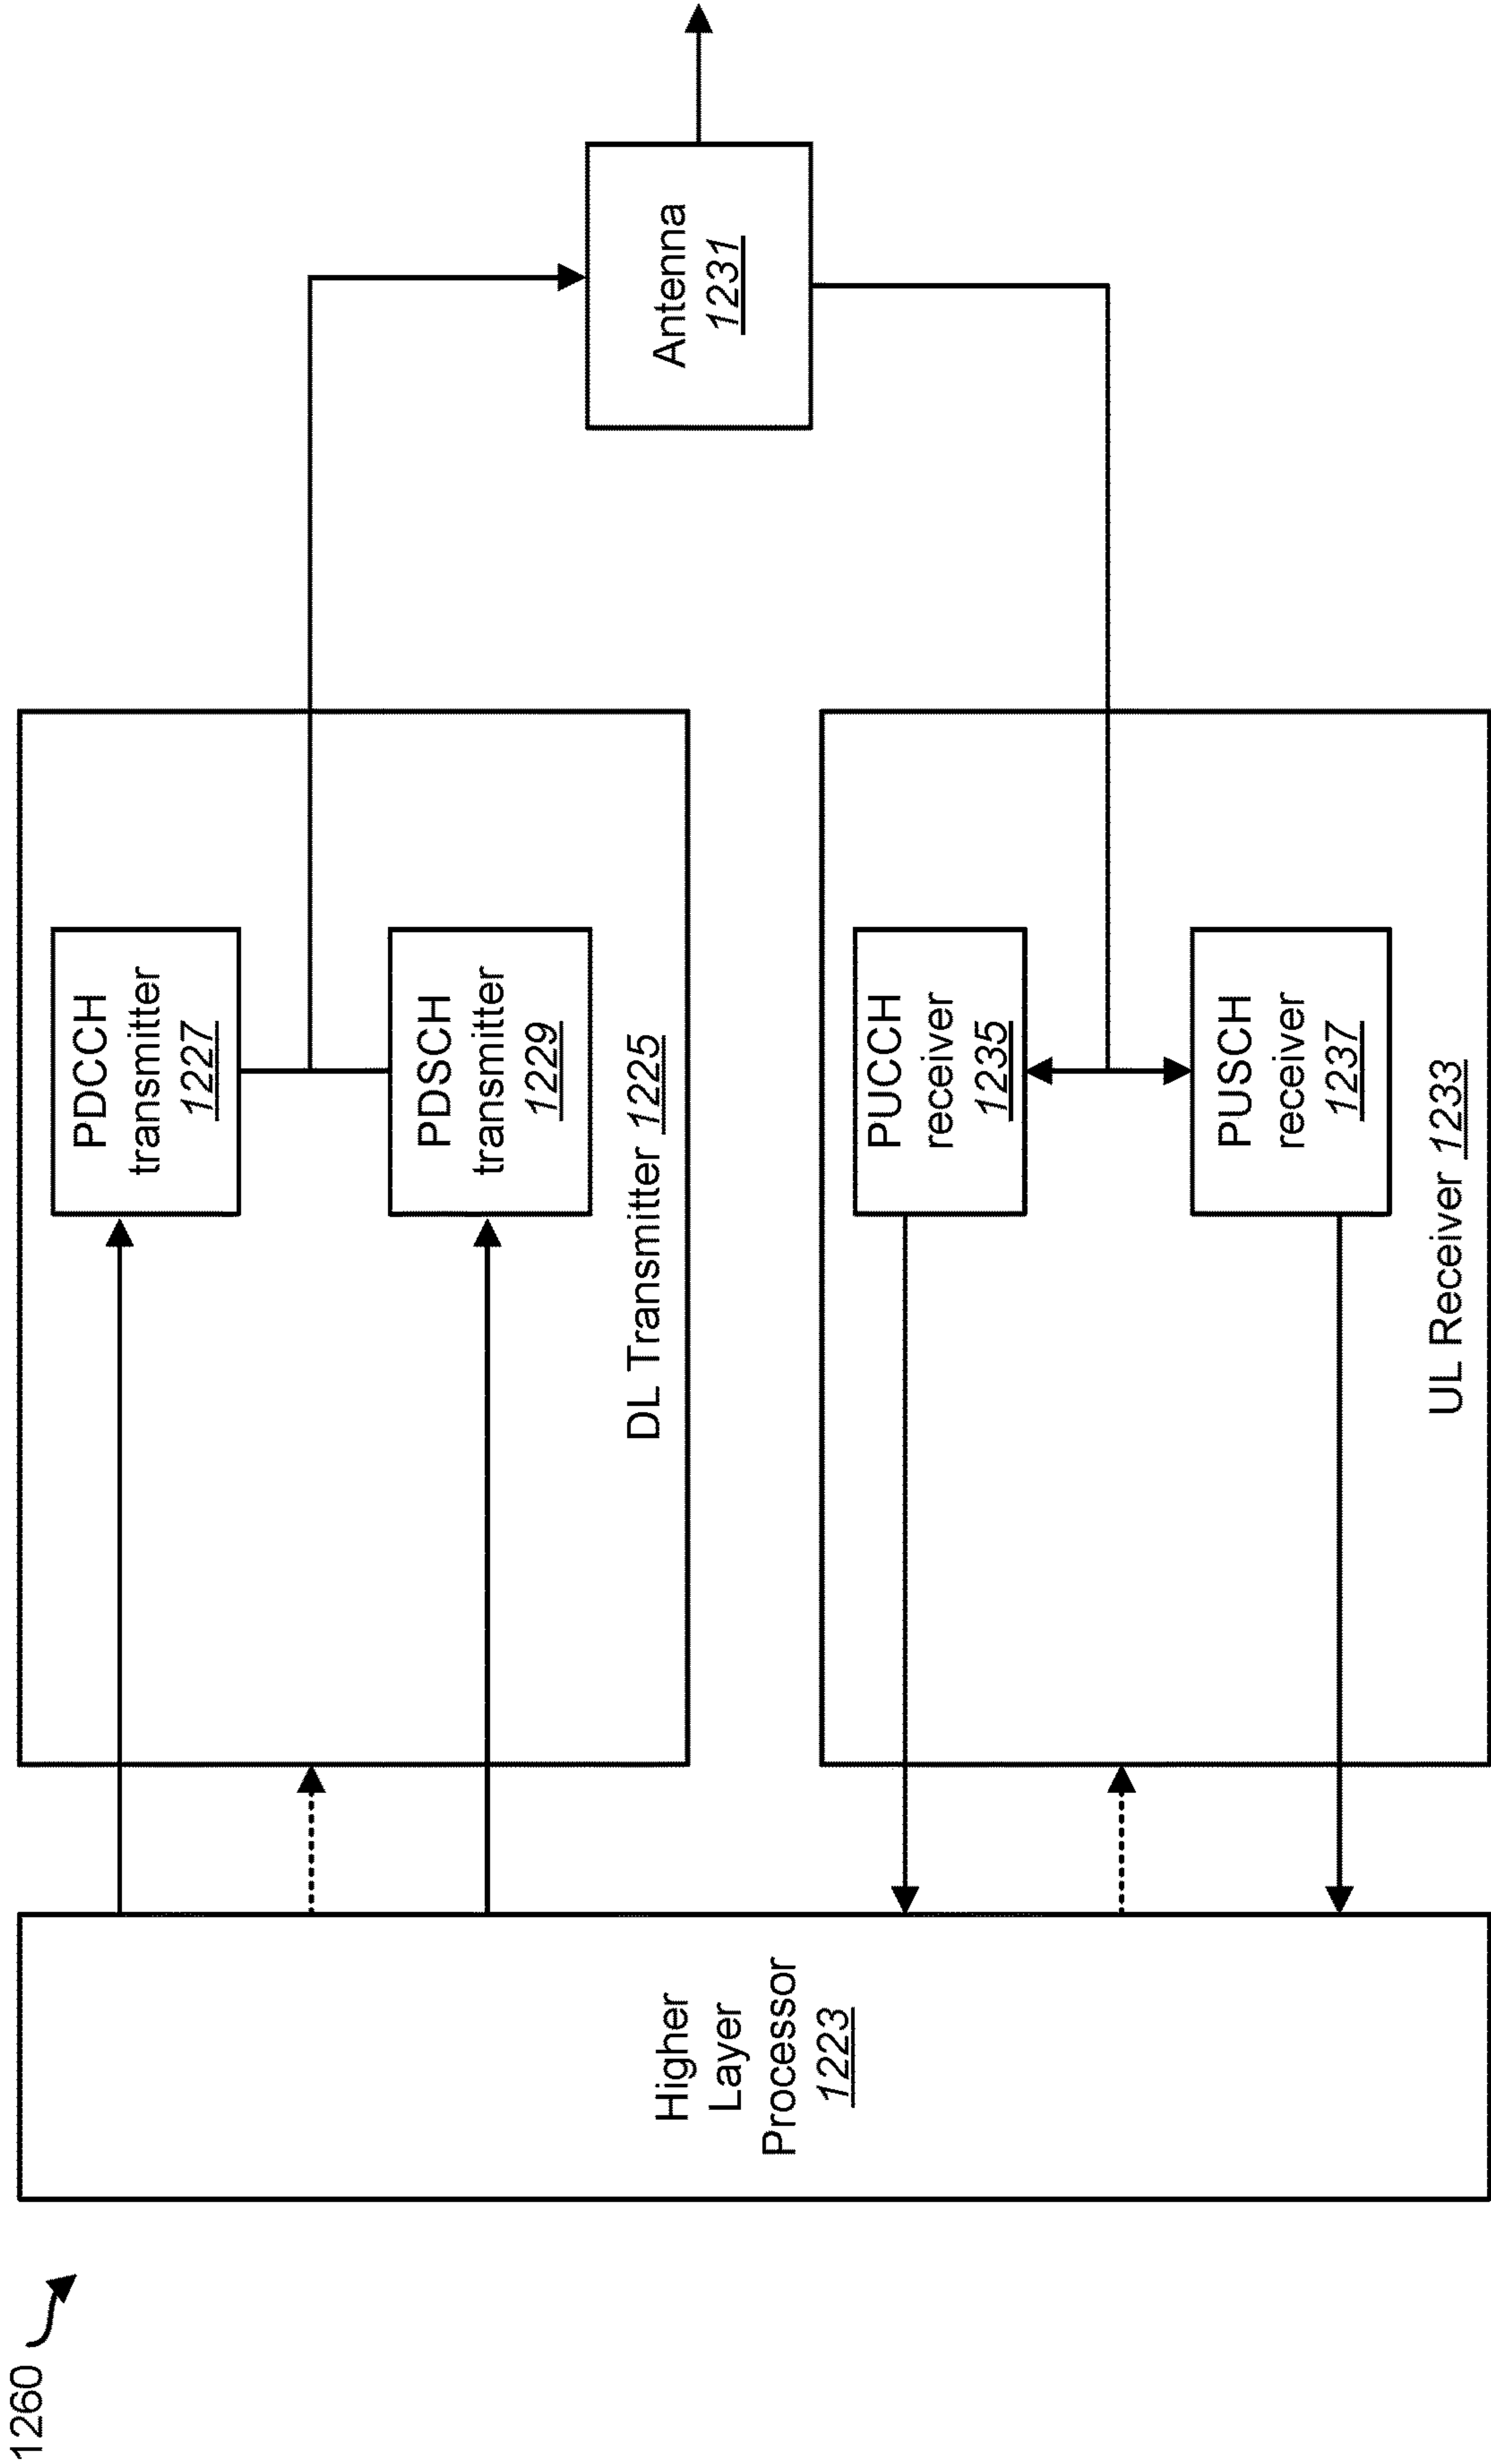 1260
Higher
Layer
Processor
1223
PDCCH
transmitter
1227
PDSCH
transmitter
1229
DL Transmitter 1225
PUCCH
receiver
1235
PUSCH
receiver
1237
UL Receiver 1233
Antenna
1231